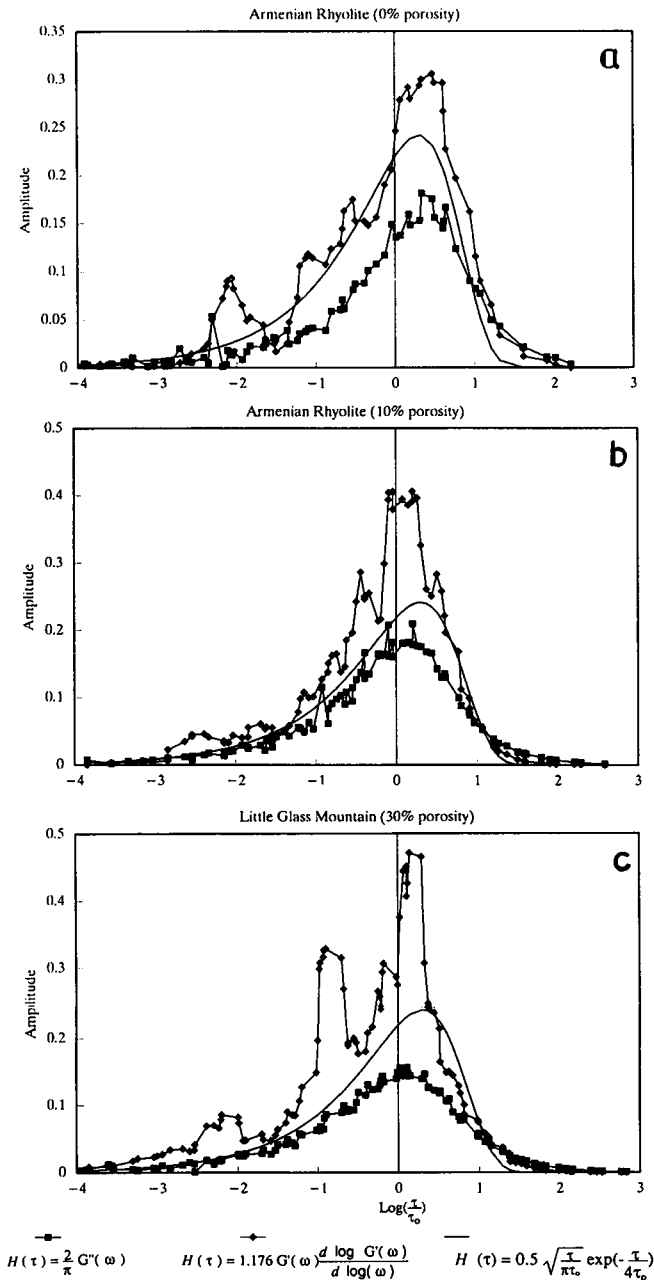 Armenian Rhyolite (0% porosity)
a
Amplitude
0.35
0.3
0.25
0.2
0.15
0.1
0.05
0
−4 −3 −2 −1 0 1 2 3
Armenian Rhyolite (10% porosity)
b
Amplitude
0.5
0.4
0.3
0.2
0.1
0
−4 −3 −2 −1 0 1 2 3
Little Glass Mountain (30% porosity)
c
Amplitude
0.5
0.4
0.3
0.2
0.1
0
−4 −3 −2 −1 0 1 2 3
Log(τ/τo)
H(τ) = 2/π G''(ω)
H(τ) = 1.176 G'(ω) d log G'(ω)/d log(ω)
H (τ) = 0.5 √(τ/πτo) exp(-τ/4τo)